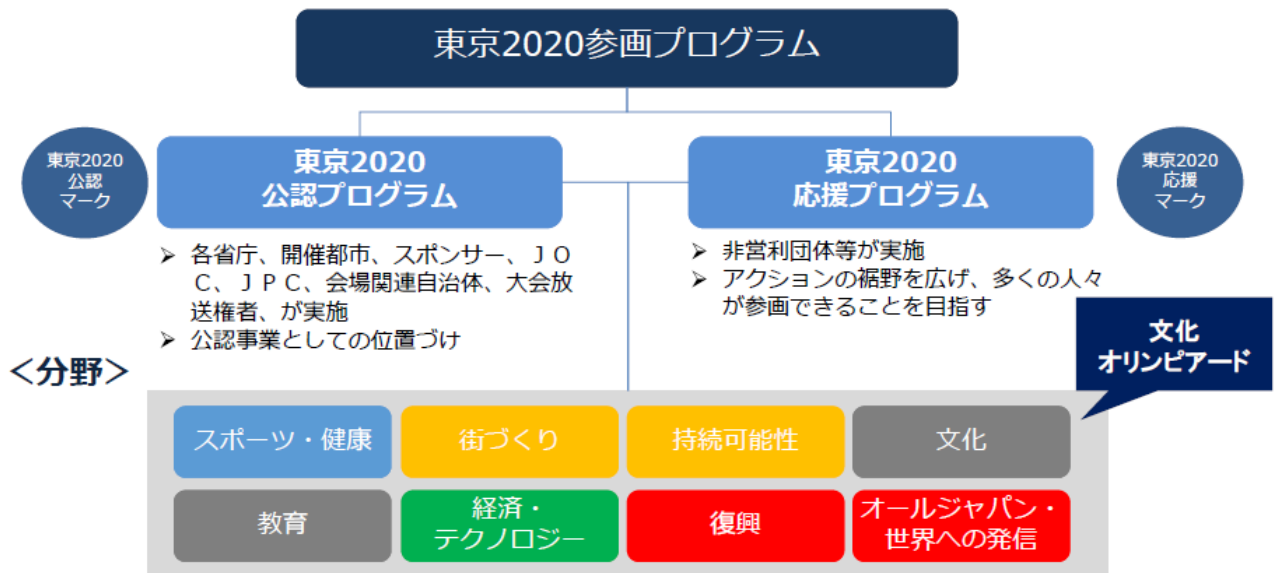 東京2020参画プログラム
東京2020
公認
マーク
東京2020
公認プログラム
東京2020
応援プログラム
東京2020
応援
マーク
➢ 各省庁、開催都市、スポンサー、ＪＯ
Ｃ、ＪＰＣ、会場関連自治体、大会放
送権者、が実施
➢ 公認事業としての位置づけ
➢ 非営利団体等が実施
➢ アクションの裾野を広げ、多くの人々
が参画できることを目指す
文化
オリンピアード
＜分野＞
スポーツ・健康
街づくり
持続可能性
文化
教育
経済・
テクノロジー
復興
オールジャパン・
世界への発信